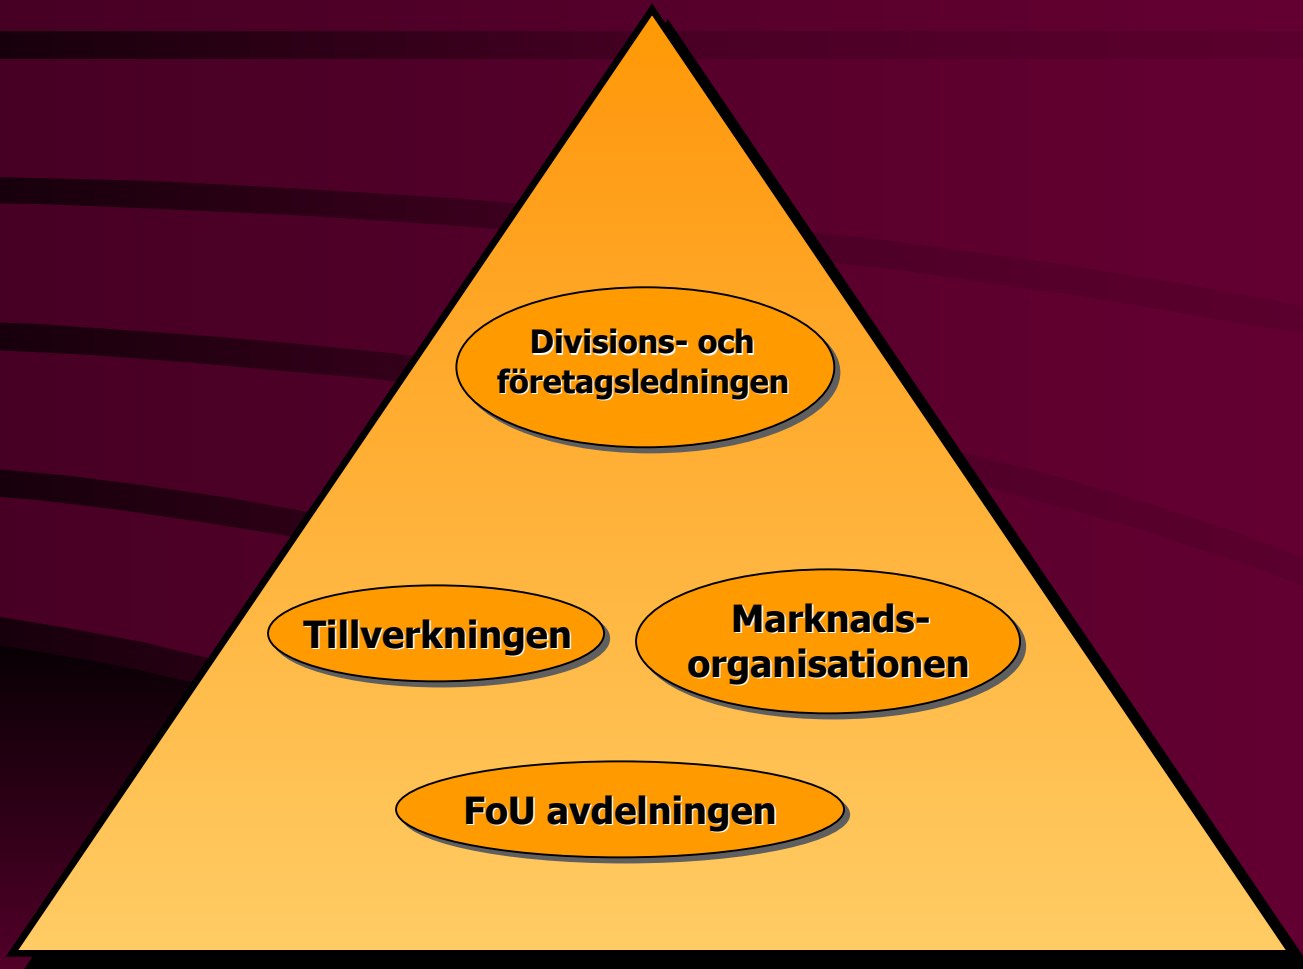 Divisions- och
företagsledningen
Tillverkningen
Marknads-
organisationen
FoU avdelningen